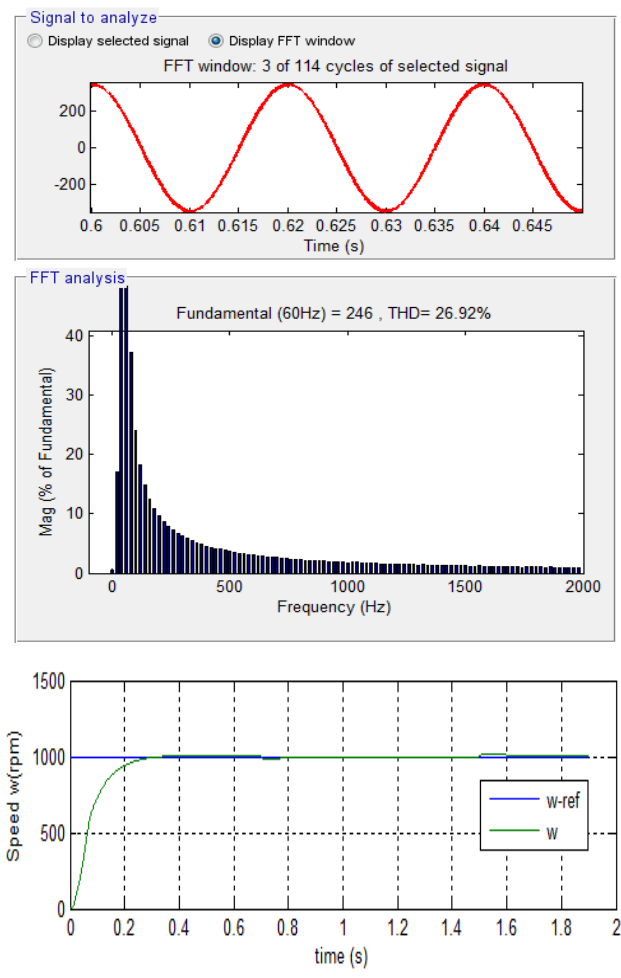 Signal to analyze
Display selected signal Display FFT window
FFT window: 3 of 114 cycles of selected signal
200
0
-200
0.6 0.605 0.61 0.615 0.62 0.625 0.63 0.635 0.64 0.645
Time (s)
FFT analysis
Fundamental (60Hz) = 246 , THD= 26.92%
Mag (% of Fundamental)
40
30
20
10
0
0 500 1000 1500 2000
Frequency (Hz)
Speed w(rpm)
1500
1000
500
0
w-ref
w
0 0.2 0.4 0.6 0.8 1 1.2 1.4 1.6 1.8 2
time (s)